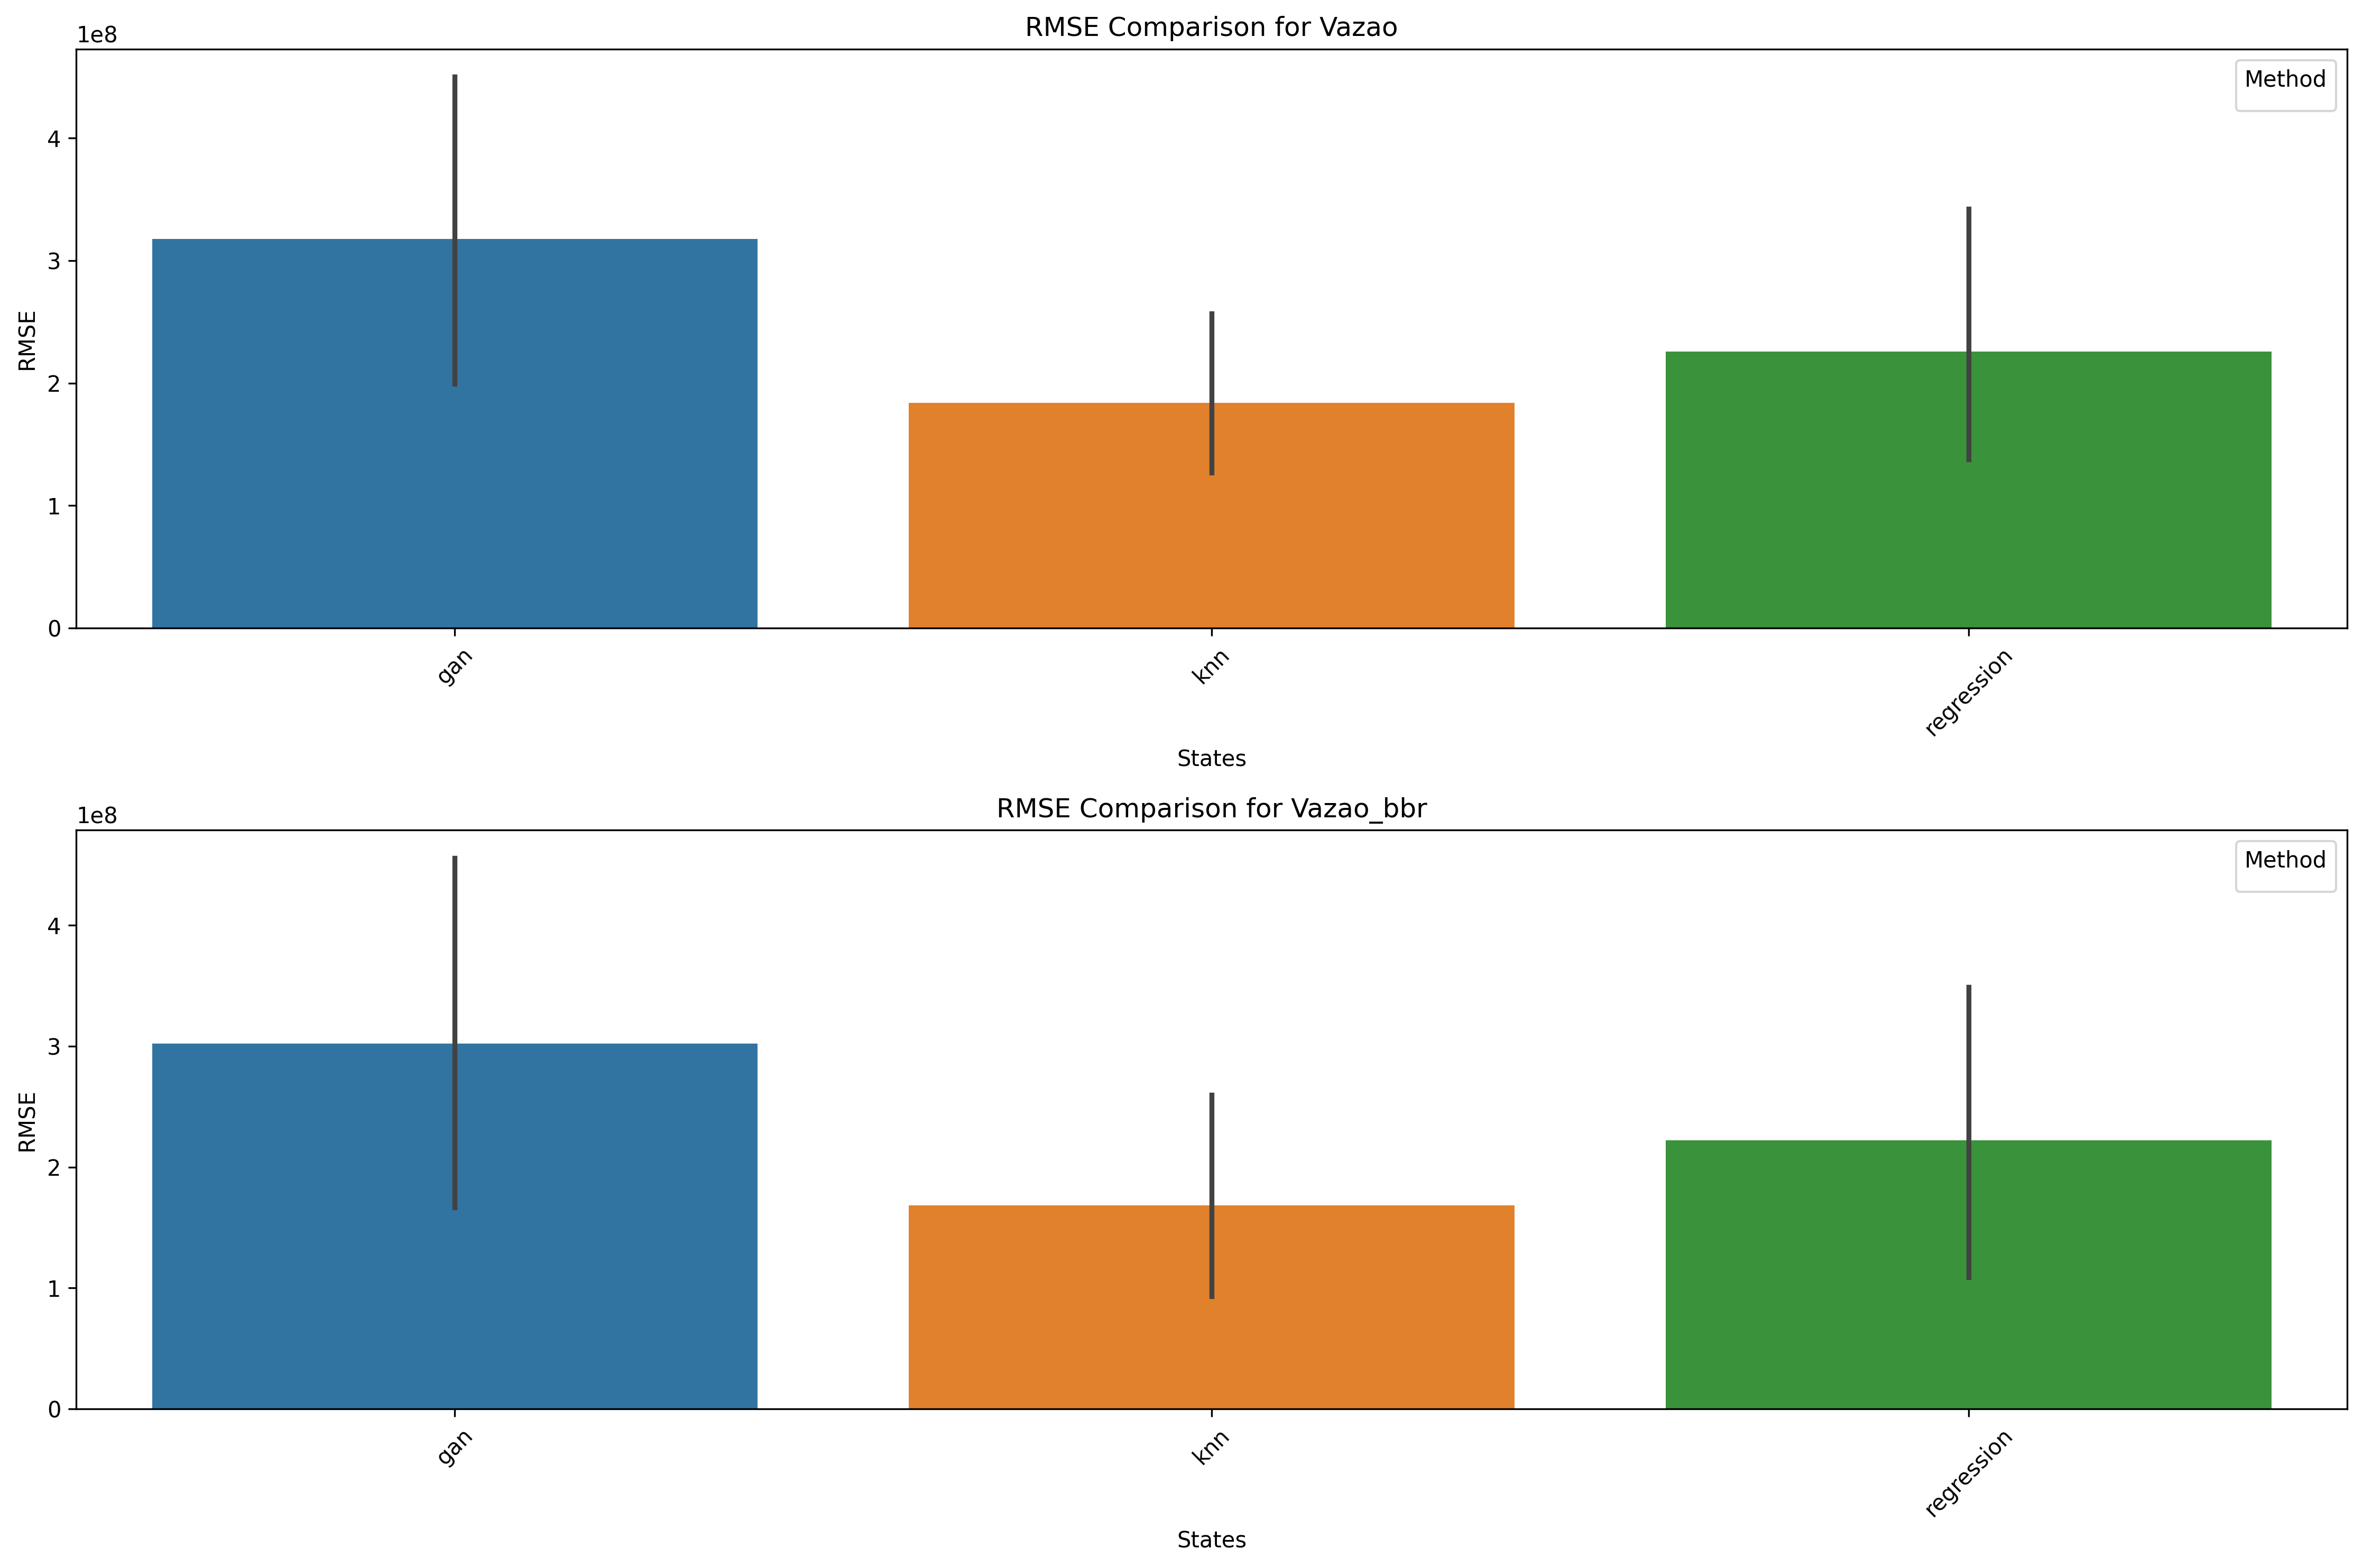 RMSE Comparison for Vazao
1e8
Method
4
3
2
1
0
RMSE
gan
knn
regression
States
RMSE Comparison for Vazao_bbr
1e8
Method
4
3
2
1
0
RMSE
gan
knn
regression
States